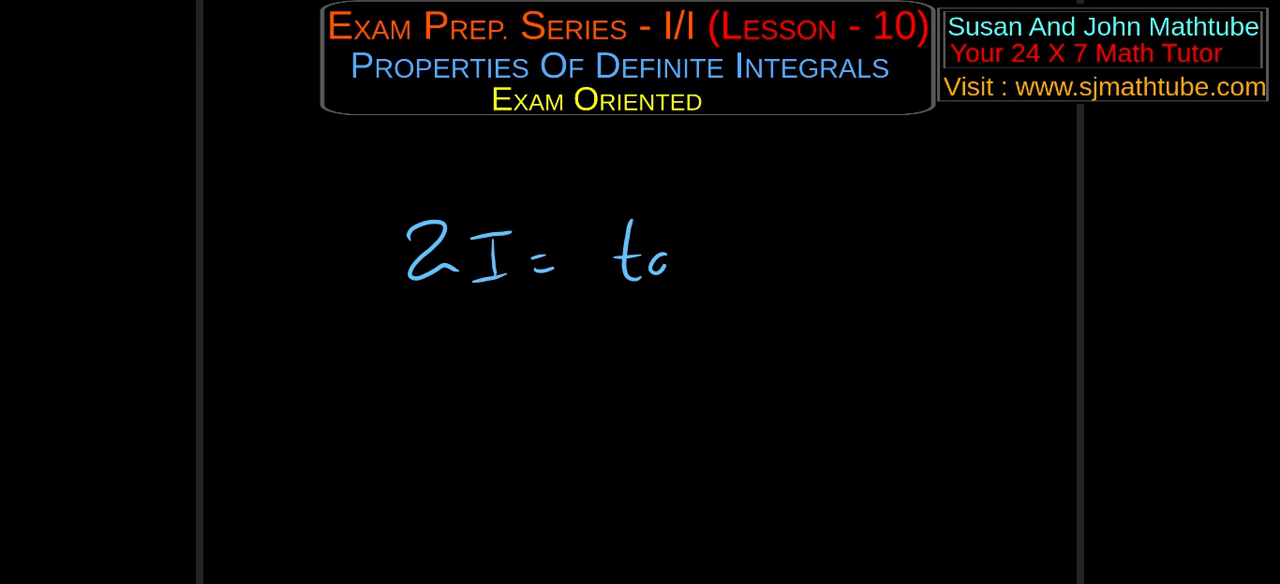 Exam Prep. Series - I/I (Lesson - 10)
Properties Of Definite Integrals
Exam Oriented
Susan And John Mathtube
Your 24 X 7 Math Tutor
Visit : www.sjmathtube.com
2I = ta